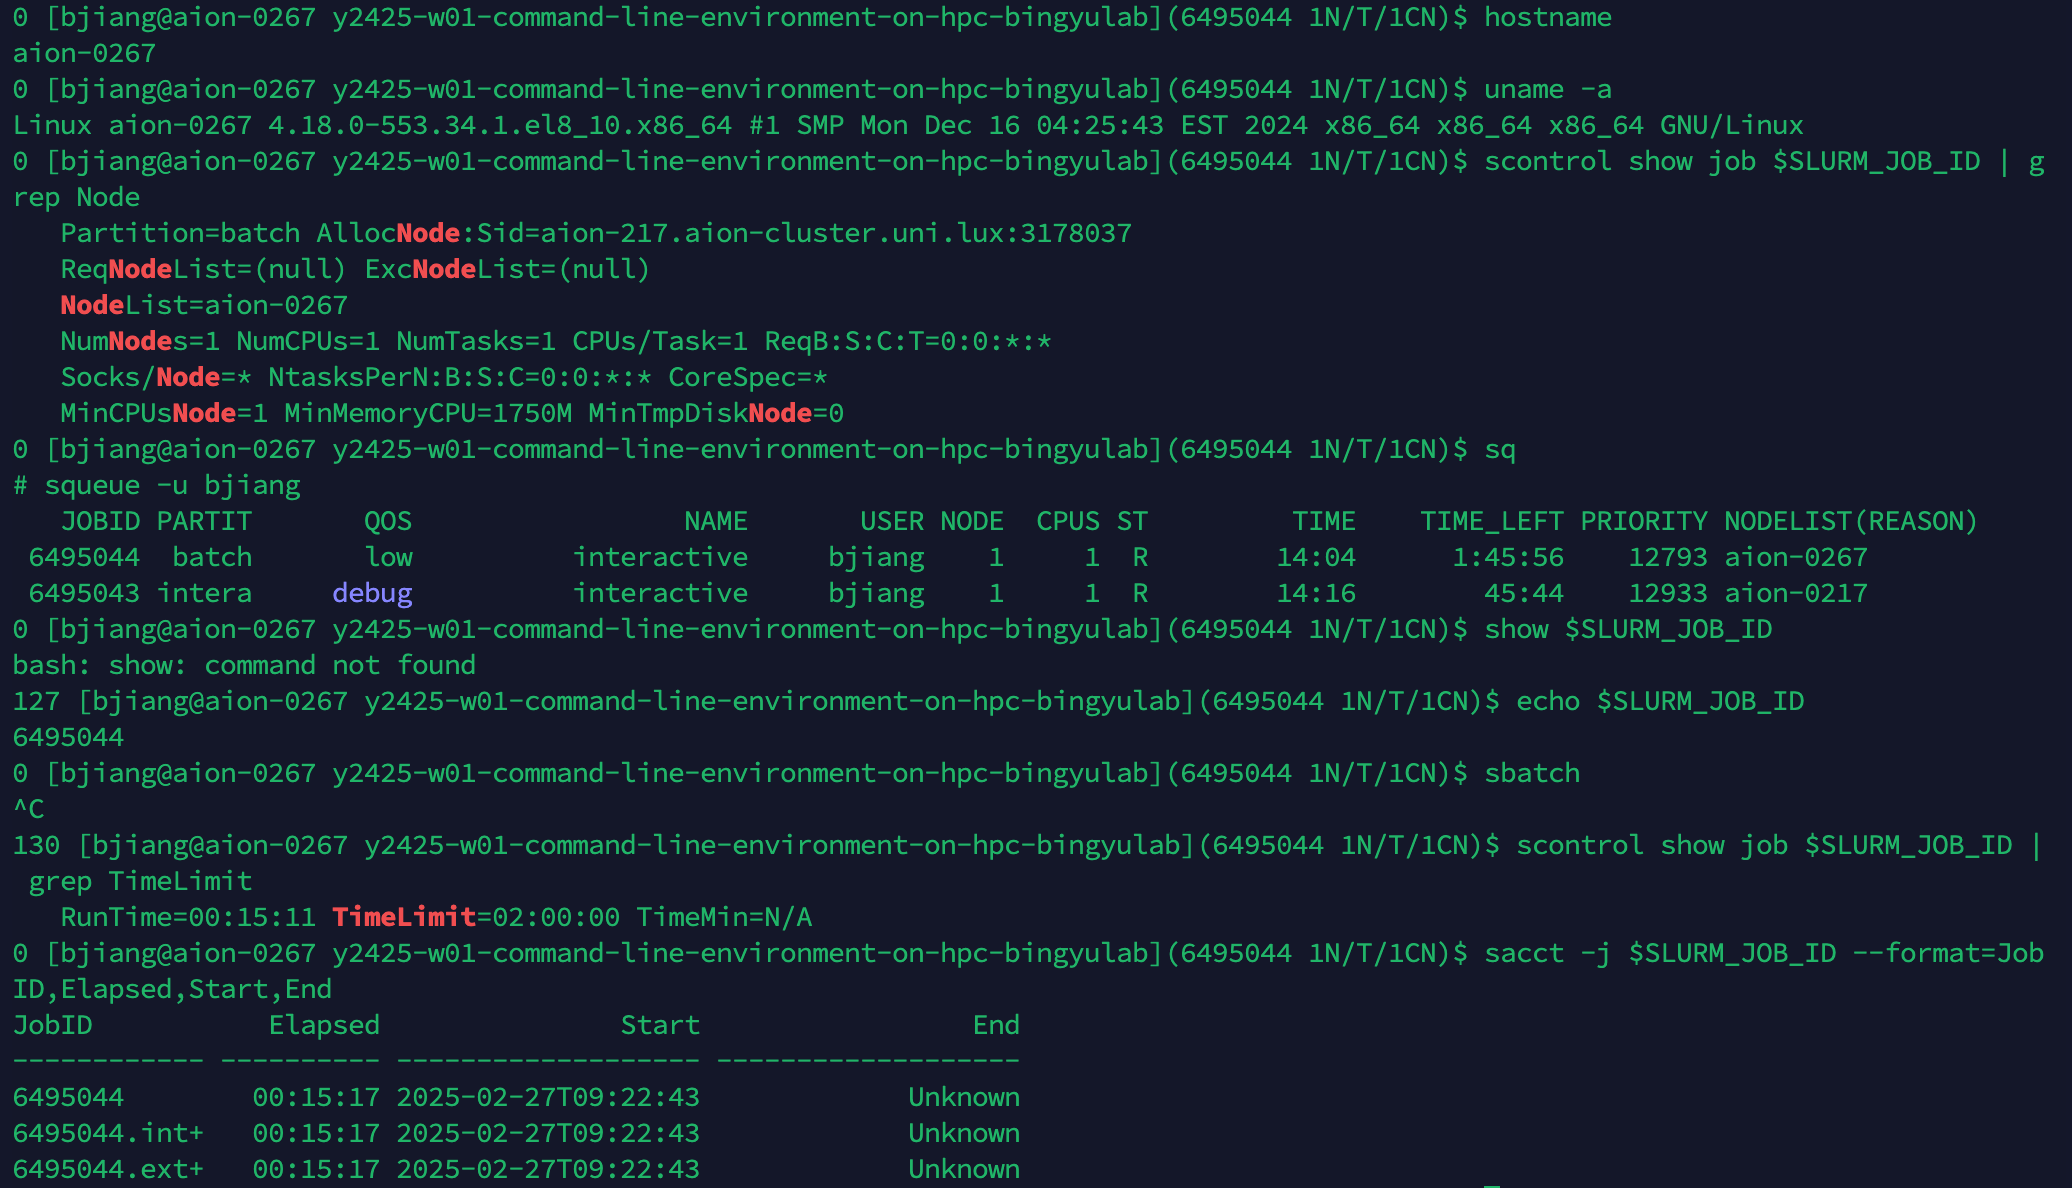 0 [bjiang@aion-0267 y2425-w01-command-line-environment-on-hpc-bingyulab](6495044 1N/T/1CN)$ hostname
aion-0267
0 [bjiang@aion-0267 y2425-w01-command-line-environment-on-hpc-bingyulab](6495044 1N/T/1CN)$ uname -a
Linux aion-0267 4.18.0-553.34.1.el8_10.x86_64 #1 SMP Mon Dec 16 04:25:43 EST 2024 x86_64 x86_64 x86_64 GNU/Linux
0 [bjiang@aion-0267 y2425-w01-command-line-environment-on-hpc-bingyulab](6495044 1N/T/1CN)$ scontrol show job $SLURM_JOB_ID | g
rep Node
   Partition=batch AllocNode:Sid=aion-217.aion-cluster.uni.lux:3178037
   ReqNodeList=(null) ExcNodeList=(null)
   NodeList=aion-0267
   NumNodes=1 NumCPUs=1 NumTasks=1 CPUs/Task=1 ReqB:S:C:T=0:0:*:*
   Socks/Node=* NtasksPerN:B:S:C=0:0:*:* CoreSpec=*
   MinCPUsNode=1 MinMemoryCPU=1750M MinTmpDiskNode=0
0 [bjiang@aion-0267 y2425-w01-command-line-environment-on-hpc-bingyulab](6495044 1N/T/1CN)$ sq
# squeue -u bjiang
   JOBID PARTIT       QOS                 NAME       USER NODE  CPUS ST         TIME    TIME_LEFT PRIORITY NODELIST(REASON)
 6495044  batch       low          interactive      bjiang    1     1  R        14:04      1:45:56    12793 aion-0267
 6495043 intera     debug          interactive      bjiang    1     1  R        14:16        45:44    12933 aion-0217
0 [bjiang@aion-0267 y2425-w01-command-line-environment-on-hpc-bingyulab](6495044 1N/T/1CN)$ show $SLURM_JOB_ID
bash: show: command not found
127 [bjiang@aion-0267 y2425-w01-command-line-environment-on-hpc-bingyulab](6495044 1N/T/1CN)$ echo $SLURM_JOB_ID
6495044
0 [bjiang@aion-0267 y2425-w01-command-line-environment-on-hpc-bingyulab](6495044 1N/T/1CN)$ sbatch
^C
130 [bjiang@aion-0267 y2425-w01-command-line-environment-on-hpc-bingyulab](6495044 1N/T/1CN)$ scontrol show job $SLURM_JOB_ID |
 grep TimeLimit
   RunTime=00:15:11 TimeLimit=02:00:00 TimeMin=N/A
0 [bjiang@aion-0267 y2425-w01-command-line-environment-on-hpc-bingyulab](6495044 1N/T/1CN)$ sacct -j $SLURM_JOB_ID --format=Job
ID,Elapsed,Start,End
JobID           Elapsed               Start                 End
------------ ---------- ------------------- -------------------
6495044        00:15:17 2025-02-27T09:22:43             Unknown
6495044.int+   00:15:17 2025-02-27T09:22:43             Unknown
6495044.ext+   00:15:17 2025-02-27T09:22:43             Unknown